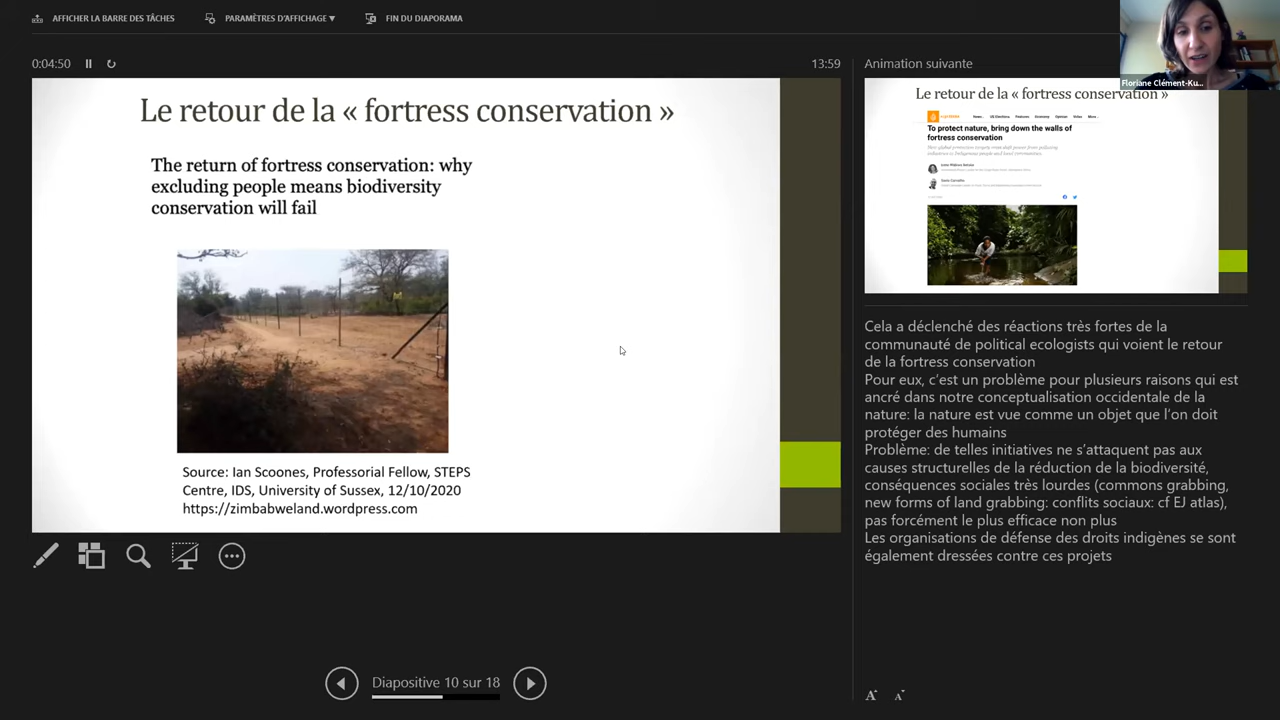 AFFICHER LA BARRE DES TÂCHES
PARAMÈTRES D'AFFICHAGE ▼
FIN DU DIAPORAMA
0:04:50
13:59
Le retour de la « fortress conservation »
The return of fortress conservation: why
excluding people means biodiversity
conservation will fail
Source: Ian Scoones, Professorial Fellow, STEPS
Centre, IDS, University of Sussex, 12/10/2020
https://zimbabweland.wordpress.com
Diapositive 10 sur 18
Floriane Clément-Ku...
Animation suivante
Le retour de la « fortress conservation »
News
US Elections
Features
Economy
Opinion
Video
More
To protect nature, bring down the walls of
fortress conservation
Cela a déclenché des réactions très fortes de la
communauté de political ecologists qui voient le retour
de la fortress conservation
Pour eux, c'est un problème pour plusieurs raisons qui est
ancré dans notre conceptualisation occidentale de la
nature: la nature est vue comme un objet que l'on doit
protéger des humains
Problème: de telles initiatives ne s'attaquent pas aux
causes structurelles de la réduction de la biodiversité,
conséquences sociales très lourdes (commons grabbing,
new forms of land grabbing: conflits sociaux: cf EJ atlas),
pas forcément le plus efficace non plus
Les organisations de défense des droits indigènes se sont
également dressées contre ces projets
A A